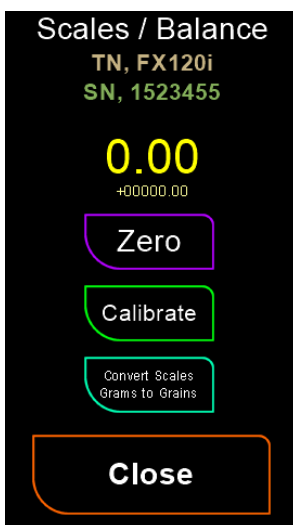 Scales / Balance
TN, FX120i
SN, 1523455
0.00
+00000.00
Zero
Calibrate
Convert Scales
Grams to Grains
Close